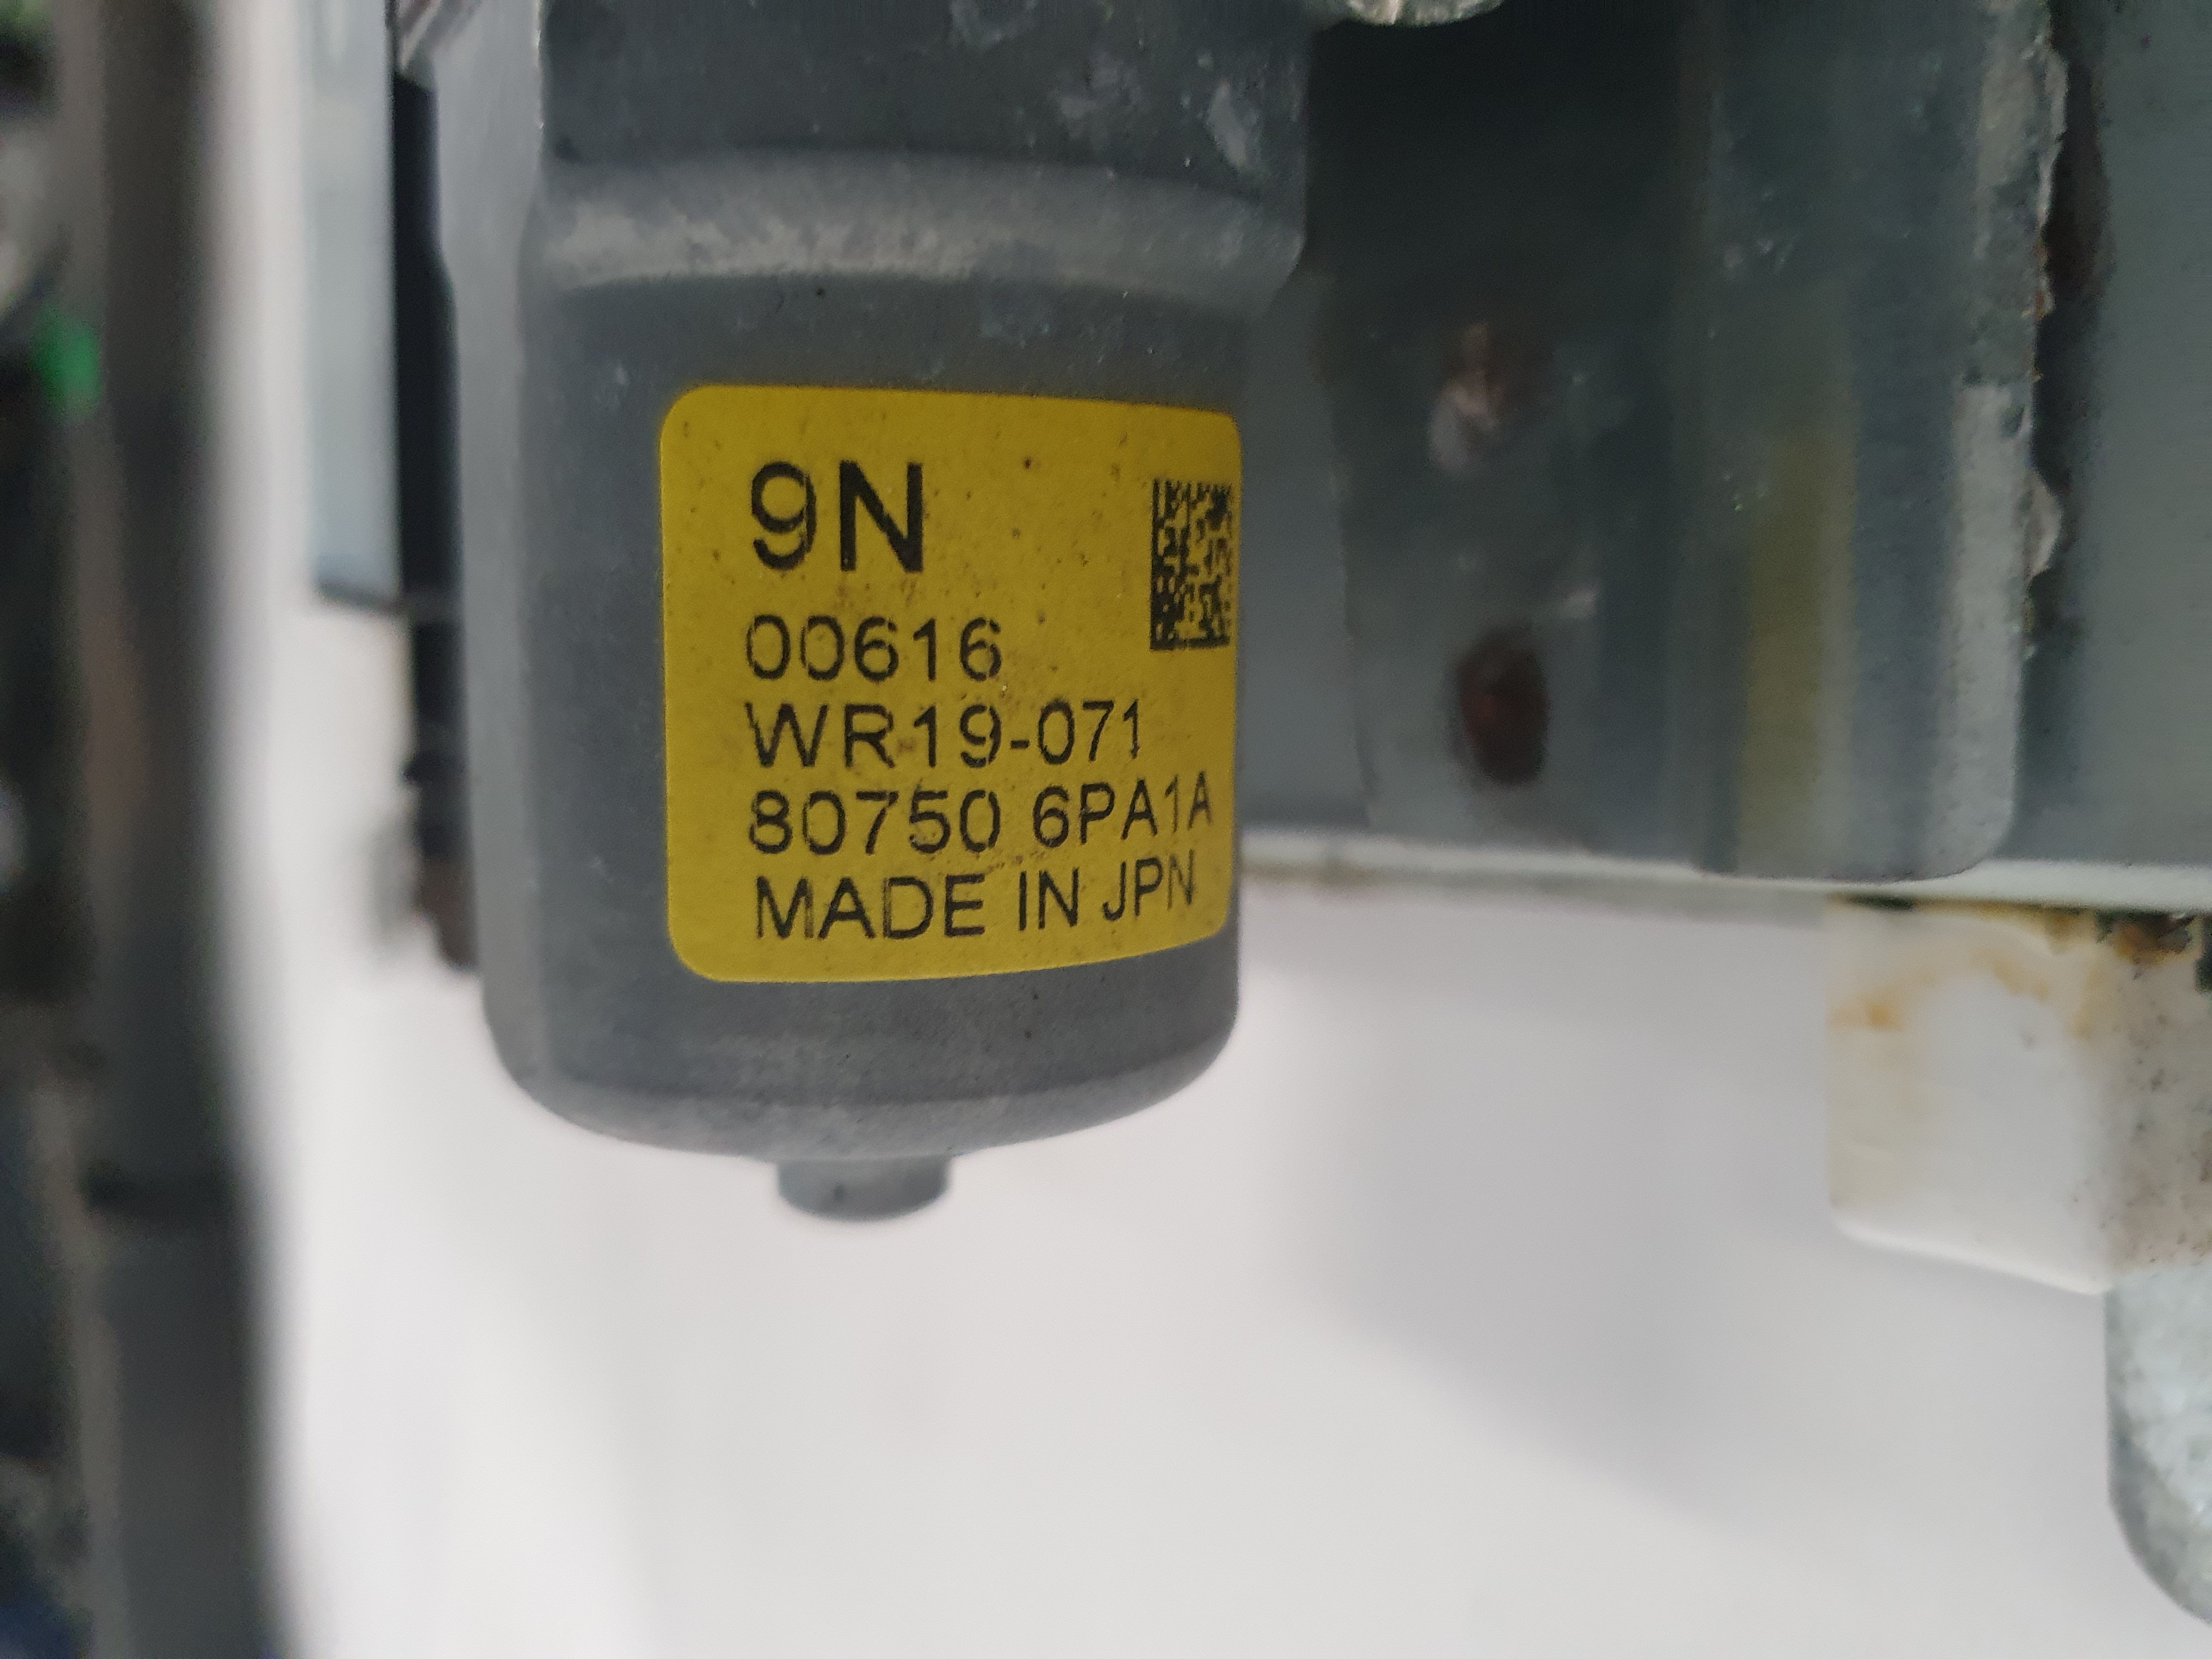 9N
00616
WR19-071
80750 6PA1A
MADE IN JPN